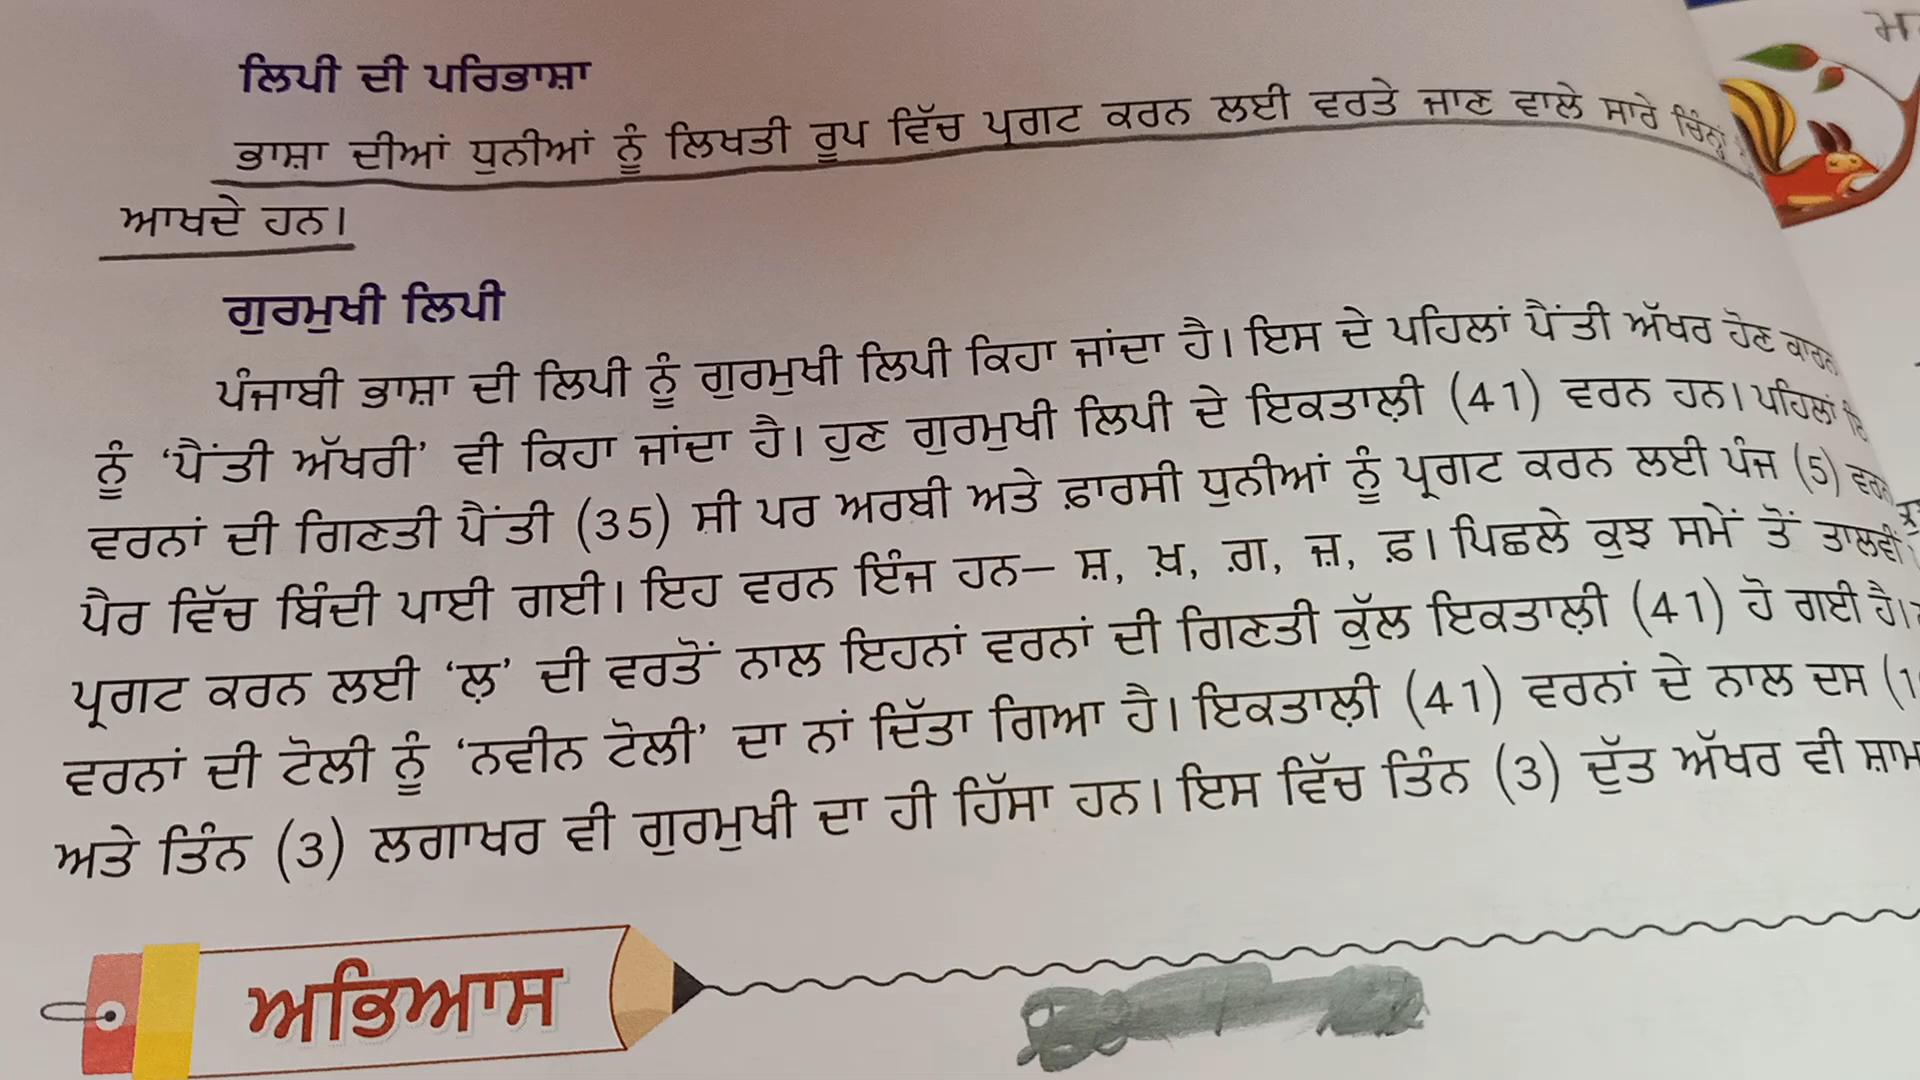 ਲਿਪੀ ਦੀ ਪਰਿਭਾਸ਼ਾ
ਭਾਸ਼ਾ ਦੀਆਂ ਧੁਨੀਆਂ ਨੂੰ ਲਿਖਤੀ ਰੂਪ ਵਿੱਚ ਪ੍ਰਗਟ ਕਰਨ ਲਈ ਵਰਤੇ ਜਾਣ ਵਾਲੇ ਸਾਰੇ ਚਿੰਨ੍ਹਾਂ
ਆਖਦੇ ਹਨ।
ਗੁਰਮੁਖੀ ਲਿਪੀ
ਪੰਜਾਬੀ ਭਾਸ਼ਾ ਦੀ ਲਿਪੀ ਨੂੰ ਗੁਰਮੁਖੀ ਲਿਪੀ ਕਿਹਾ ਜਾਂਦਾ ਹੈ। ਇਸ ਦੇ ਪਹਿਲਾਂ ਪੈਂਤੀ ਅੱਖਰ ਹੋਣ ਕਾਰਨ
ਨੂੰ ‘ਪੈਂਤੀ ਅੱਖਰੀ’ ਵੀ ਕਿਹਾ ਜਾਂਦਾ ਹੈ। ਹੁਣ ਗੁਰਮੁਖੀ ਲਿਪੀ ਦੇ ਇਕਤਾਲ਼ੀ (41) ਵਰਨ ਹਨ। ਪਹਿਲਾਂ
ਵਰਨਾਂ ਦੀ ਗਿਣਤੀ ਪੈਂਤੀ (35) ਸੀ ਪਰ ਅਰਬੀ ਅਤੇ ਫ਼ਾਰਸੀ ਧੁਨੀਆਂ ਨੂੰ ਪ੍ਰਗਟ ਕਰਨ ਲਈ ਪੰਜ (5)
ਪੈਰ ਵਿੱਚ ਬਿੰਦੀ ਪਾਈ ਗਈ। ਇਹ ਵਰਨ ਇੰਜ ਹਨ– ਸ਼, ਖ਼, ਗ਼, ਜ਼, ਫ਼। ਪਿਛਲੇ ਕੁਝ ਸਮੇਂ ਤੋਂ ਤਾਲਵੀਂ
ਪ੍ਰਗਟ ਕਰਨ ਲਈ ‘ਲ਼’ ਦੀ ਵਰਤੋਂ ਨਾਲ ਇਹਨਾਂ ਵਰਨਾਂ ਦੀ ਗਿਣਤੀ ਕੁੱਲ ਇਕਤਾਲ਼ੀ (41) ਹੋ ਗਈ ਹੈ।
ਵਰਨਾਂ ਦੀ ਟੋਲੀ ਨੂੰ ‘ਨਵੀਨ ਟੋਲੀ’ ਦਾ ਨਾਂ ਦਿੱਤਾ ਗਿਆ ਹੈ। ਇਕਤਾਲ਼ੀ (41) ਵਰਨਾਂ ਦੇ ਨਾਲ ਦਸ
ਅਤੇ ਤਿੰਨ (3) ਲਗਾਖਰ ਵੀ ਗੁਰਮੁਖੀ ਦਾ ਹੀ ਹਿੱਸਾ ਹਨ। ਇਸ ਵਿੱਚ ਤਿੰਨ (3) ਦੁੱਤ ਅੱਖਰ ਵੀ
ਅਭਿਆਸ